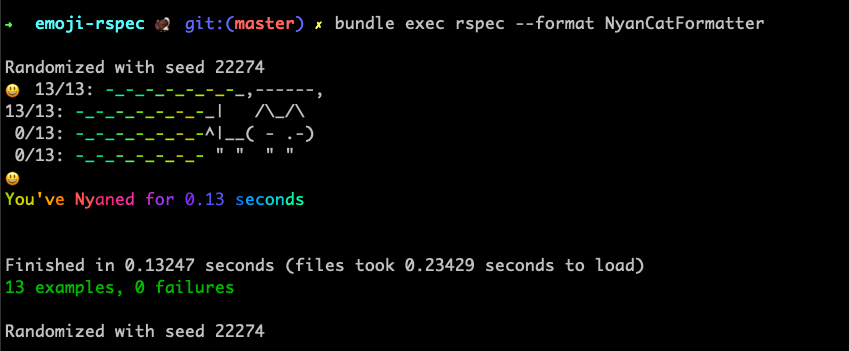 ➜  emoji-rspec 🦃 git:(master) ✗ bundle exec rspec --format NyanCatFormatter
Randomized with seed 22274
😃 13/13: -_-_-_-_-_-_-_,------,
13/13: -_-_-_-_-_-_-_|   /\_/\
 0/13: -_-_-_-_-_-_-^|__( - .-)
 0/13: -_-_-_-_-_-_- " "  " "
😃
You've Nyaned for 0.13 seconds
Finished in 0.13247 seconds (files took 0.23429 seconds to load)
13 examples, 0 failures
Randomized with seed 22274